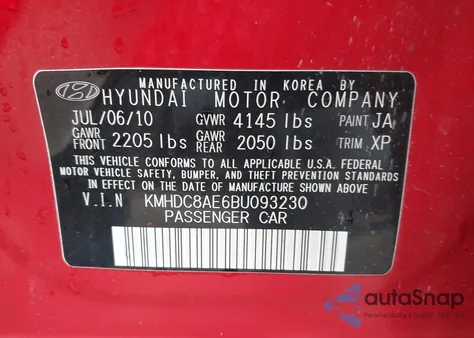 MANUFACTURED IN KOREA BY
HYUNDAI MOTOR COMPANY
JUL/06/10 GVWR 4145 lbs PAINT JA
GAWR FRONT 2205 lbs GAWR REAR 2050 lbs TRIM XP
THIS VEHICLE CONFORMS TO ALL APPLICABLE U.S.A. FEDERAL
MOTOR VEHICLE SAFETY, BUMPER, AND THEFT PREVENTION
STANDARDS IN EFFECT ON THE DATE OF MANUFACTURE SHOWN ABOVE.
V.I.N KMHDC8AE6BU093230
PASSENGER CAR
autoSnap